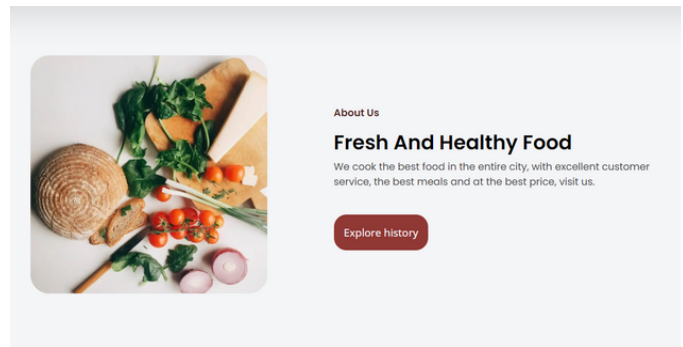 About Us
Fresh And Healthy Food
We cook the best food in the entire city, with excellent customer
service, the best meals and at the best price, visit us.
Explore history